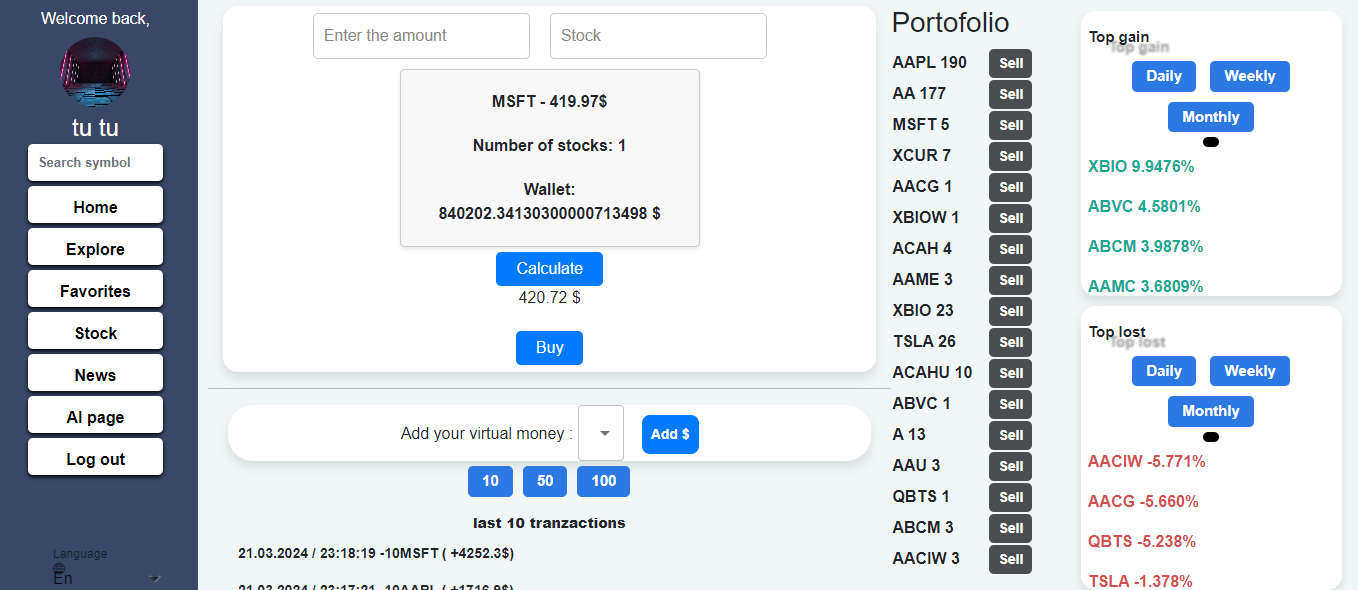 Welcome back,
tu tu
Search symbol
Home
Explore
Favorites
Stock
News
AI page
Log out
Language
En
Enter the amount
Stock
MSFT - 419.97$
Number of stocks: 1
Wallet:
840202.34130300000713498 $
Calculate
420.72 $
Buy
Add your virtual money :
Add $
10 50 100
last 10 tranzactions
21.03.2024 / 23:18:19 -10MSFT ( +4252.3$)
21.03.2024 / 23:17:21 -10AAPL ( +1716.9$)
Portofolio
AAPL 190 Sell
AA 177 Sell
MSFT 5 Sell
XCUR 7 Sell
AACG 1 Sell
XBIOW 1 Sell
ACAH 4 Sell
AAME 3 Sell
XBIO 23 Sell
TSLA 26 Sell
ACAHU 10 Sell
ABVC 1 Sell
A 13 Sell
AAU 3 Sell
QBTS 1 Sell
ABCM 3 Sell
AACIW 3 Sell
Top gain
Top gain
Daily Weekly
Monthly
XBIO 9.9476%
ABVC 4.5801%
ABCM 3.9878%
AAMC 3.6809%
Top lost
Top lost
Daily Weekly
Monthly
AACIW -5.771%
AACG -5.660%
QBTS -5.238%
TSLA -1.378%